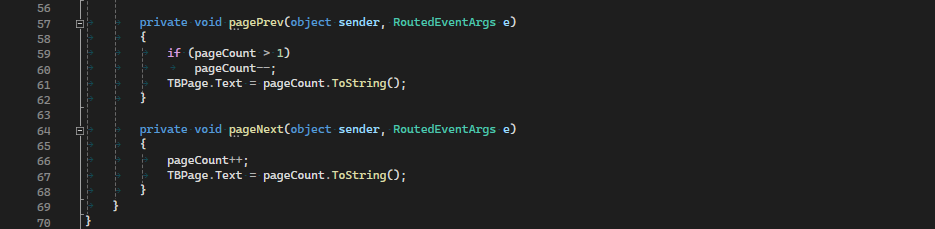 56
57 private void pagePrev(object sender, RoutedEventArgs e)
58 {
59 if (pageCount > 1)
60 pageCount--;
61 TBPage.Text = pageCount.ToString();
62 }
63
64 private void pageNext(object sender, RoutedEventArgs e)
65 {
66 pageCount++;
67 TBPage.Text = pageCount.ToString();
68 }
69 }
70 }